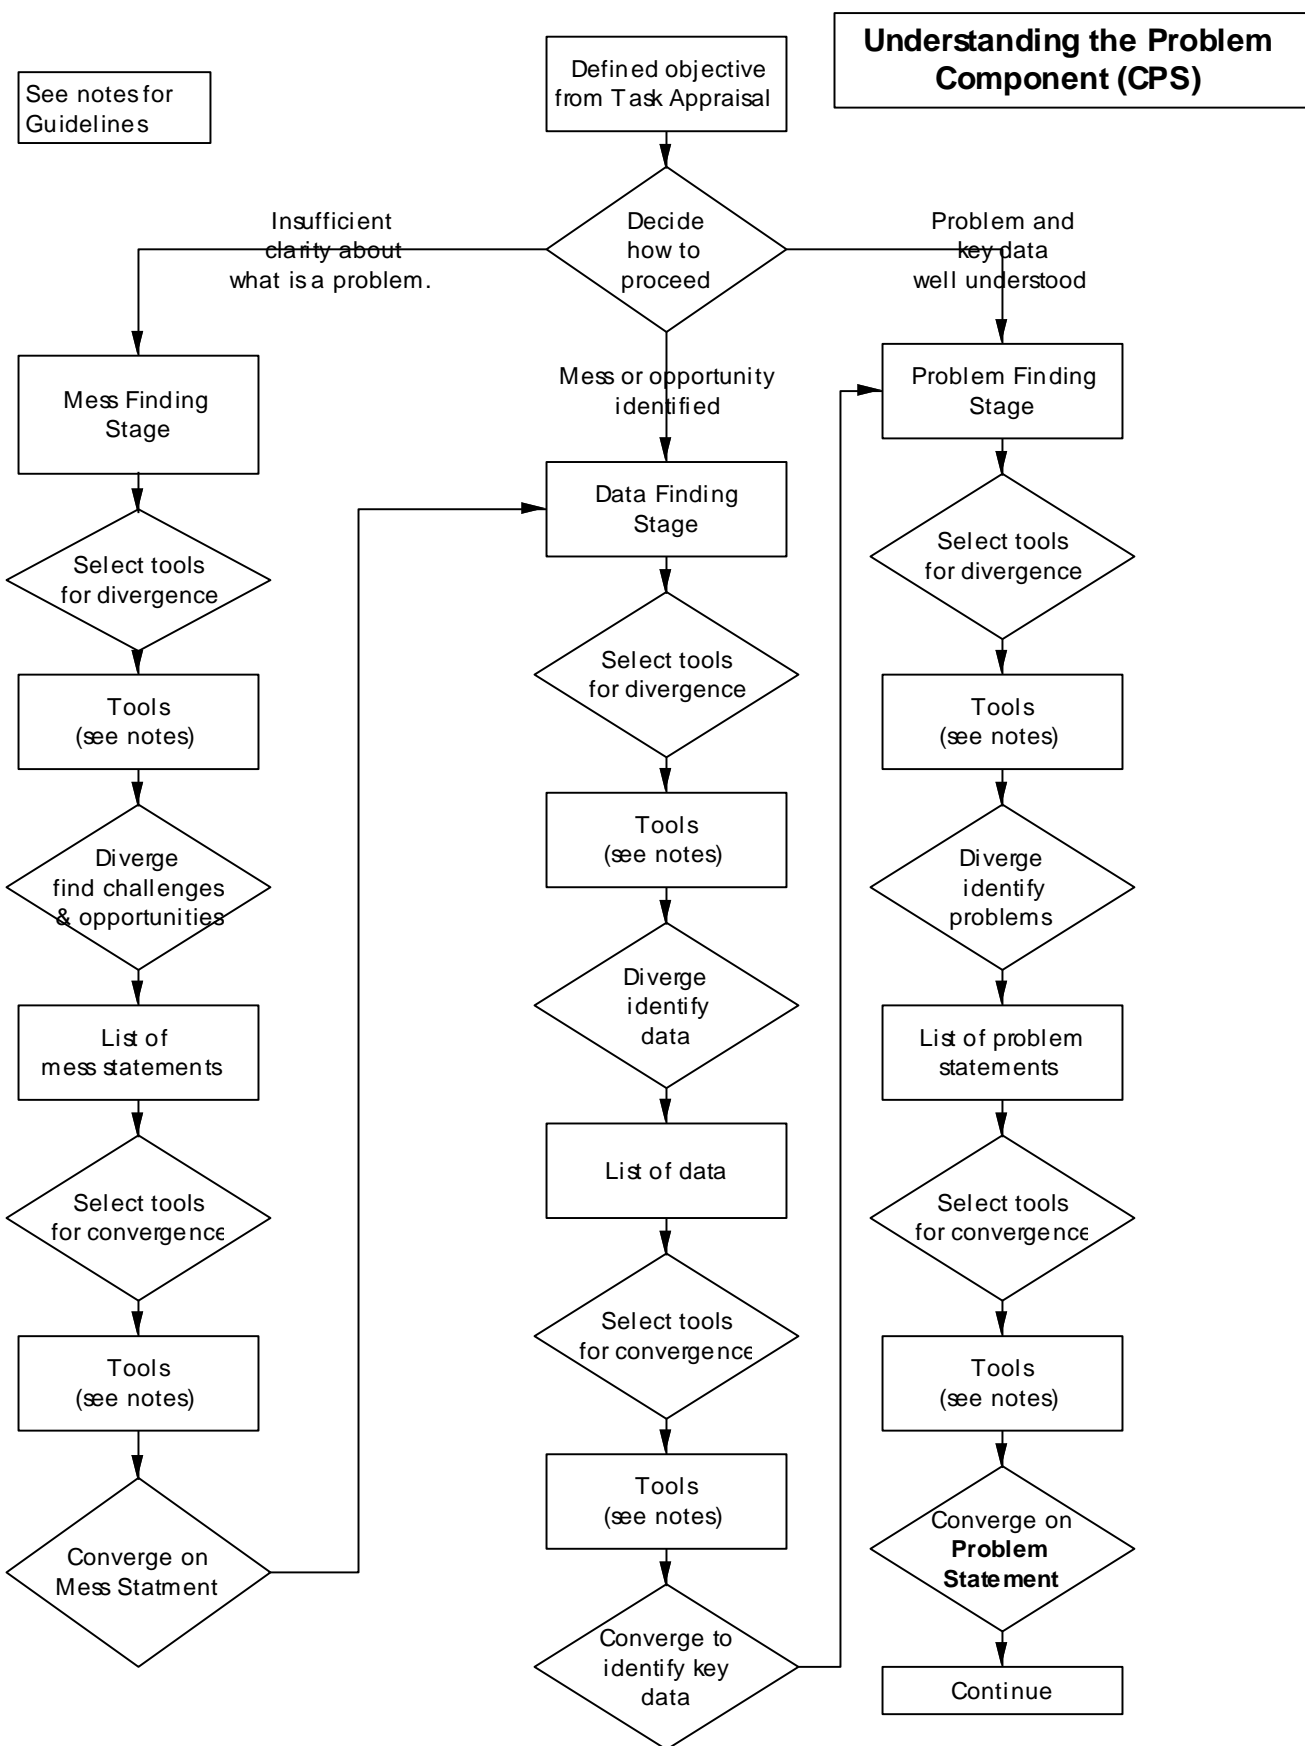 Understanding the Problem
Component (CPS)
See notes for
Guidelines
Defined objective
from Task Appraisal
Decide
how to
proceed
Insufficient
clarity about
what is a problem.
Mess or opportunity
identified
Problem and
key data
well understood
Mess Finding
Stage
Select tools
for divergence
Tools
(see notes)
Diverge
find challenges
& opportunities
List of
mess statements
Select tools
for convergence
Tools
(see notes)
Converge on
Mess Statment
Data Finding
Stage
Select tools
for divergence
Tools
(see notes)
Diverge
identify
data
List of data
Select tools
for convergence
Tools
(see notes)
Converge to
identify key
data
Problem Finding
Stage
Select tools
for divergence
Tools
(see notes)
Diverge
identify
problems
List of problem
statements
Select tools
for convergence
Tools
(see notes)
Converge on
Problem
Statement
Continue